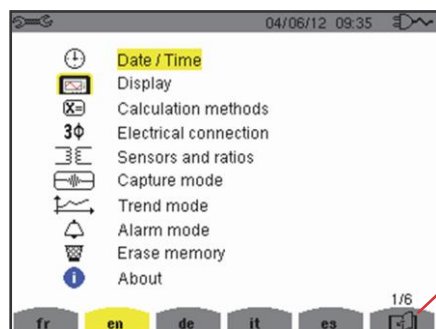 04/06/12 09:35
Date / Time
Display
X= Calculation methods
3Φ Electrical connection
Sensors and ratios
Capture mode
Trend mode
Alarm mode
Erase memory
i About
1/6
fr en de it es